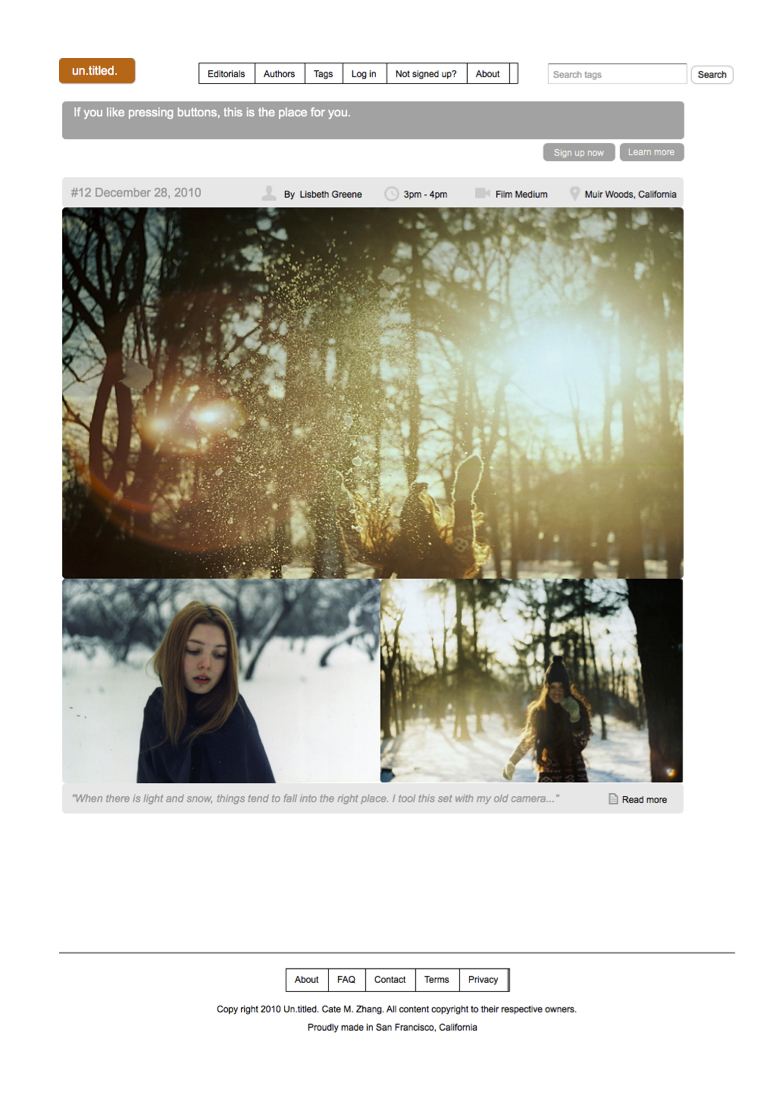 un.titled.
Editorials Authors Tags Log in Not signed up? About
Search tags Search
If you like pressing buttons, this is the place for you.
Sign up now Learn more
#12 December 28, 2010 By Lisbeth Greene 3pm - 4pm Film Medium Muir Woods, California
"When there is light and snow, things tend to fall into the right place. I tool this set with my old camera..." Read more
About FAQ Contact Terms Privacy
Copy right 2010 Un.titled. Cate M. Zhang. All content copyright to their respective owners.
Proudly made in San Francisco, California